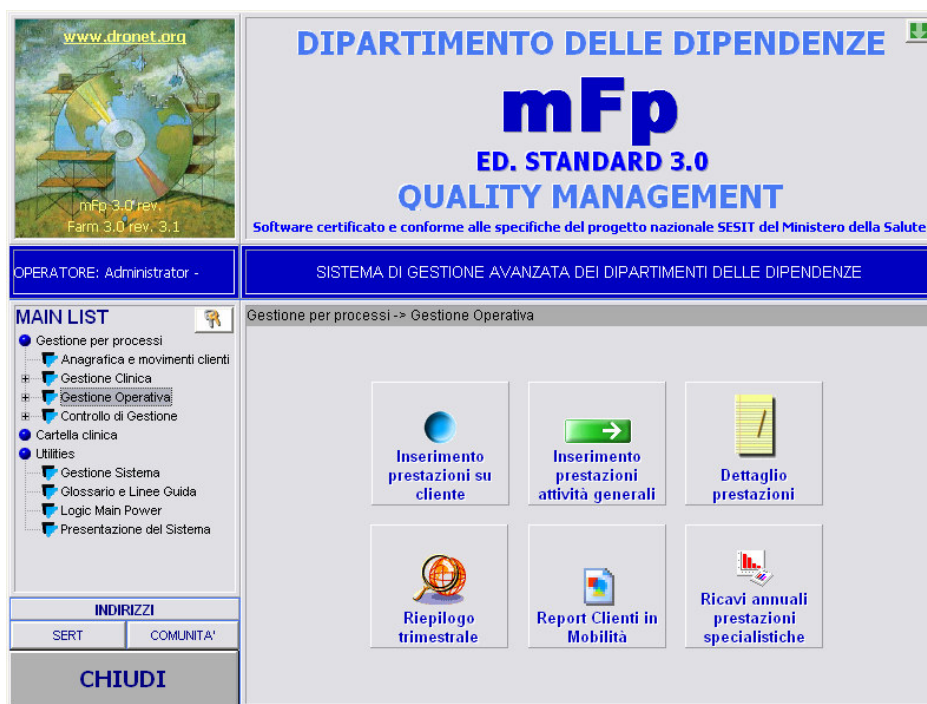 www.dronet.org
mFp 3.0 rev.
Farm 3.0 rev. 3.1
DIPARTIMENTO DELLE DIPENDENZE
mFp
ED. STANDARD 3.0
QUALITY MANAGEMENT
Software certificato e conforme alle specifiche del progetto nazionale SESIT del Ministero della Salute
OPERATORE: Administrator -
SISTEMA DI GESTIONE AVANZATA DEI DIPARTIMENTI DELLE DIPENDENZE
MAIN LIST
Gestione per processi
Anagrafica e movimenti clienti
Gestione Clinica
Gestione Operativa
Controllo di Gestione
Cartella clinica
Utilities
Gestione Sistema
Glossario e Linee Guida
Logic Main Power
Presentazione del Sistema
INDIRIZZI
SERT
COMUNITA'
CHIUDI
Gestione per processi -> Gestione Operativa
Inserimento
prestazioni su
cliente
Inserimento
prestazioni
attività generali
Dettaglio
prestazioni
Riepilogo
trimestrale
Report Clienti in
Mobilità
Ricavi annuali
prestazioni
specialistiche